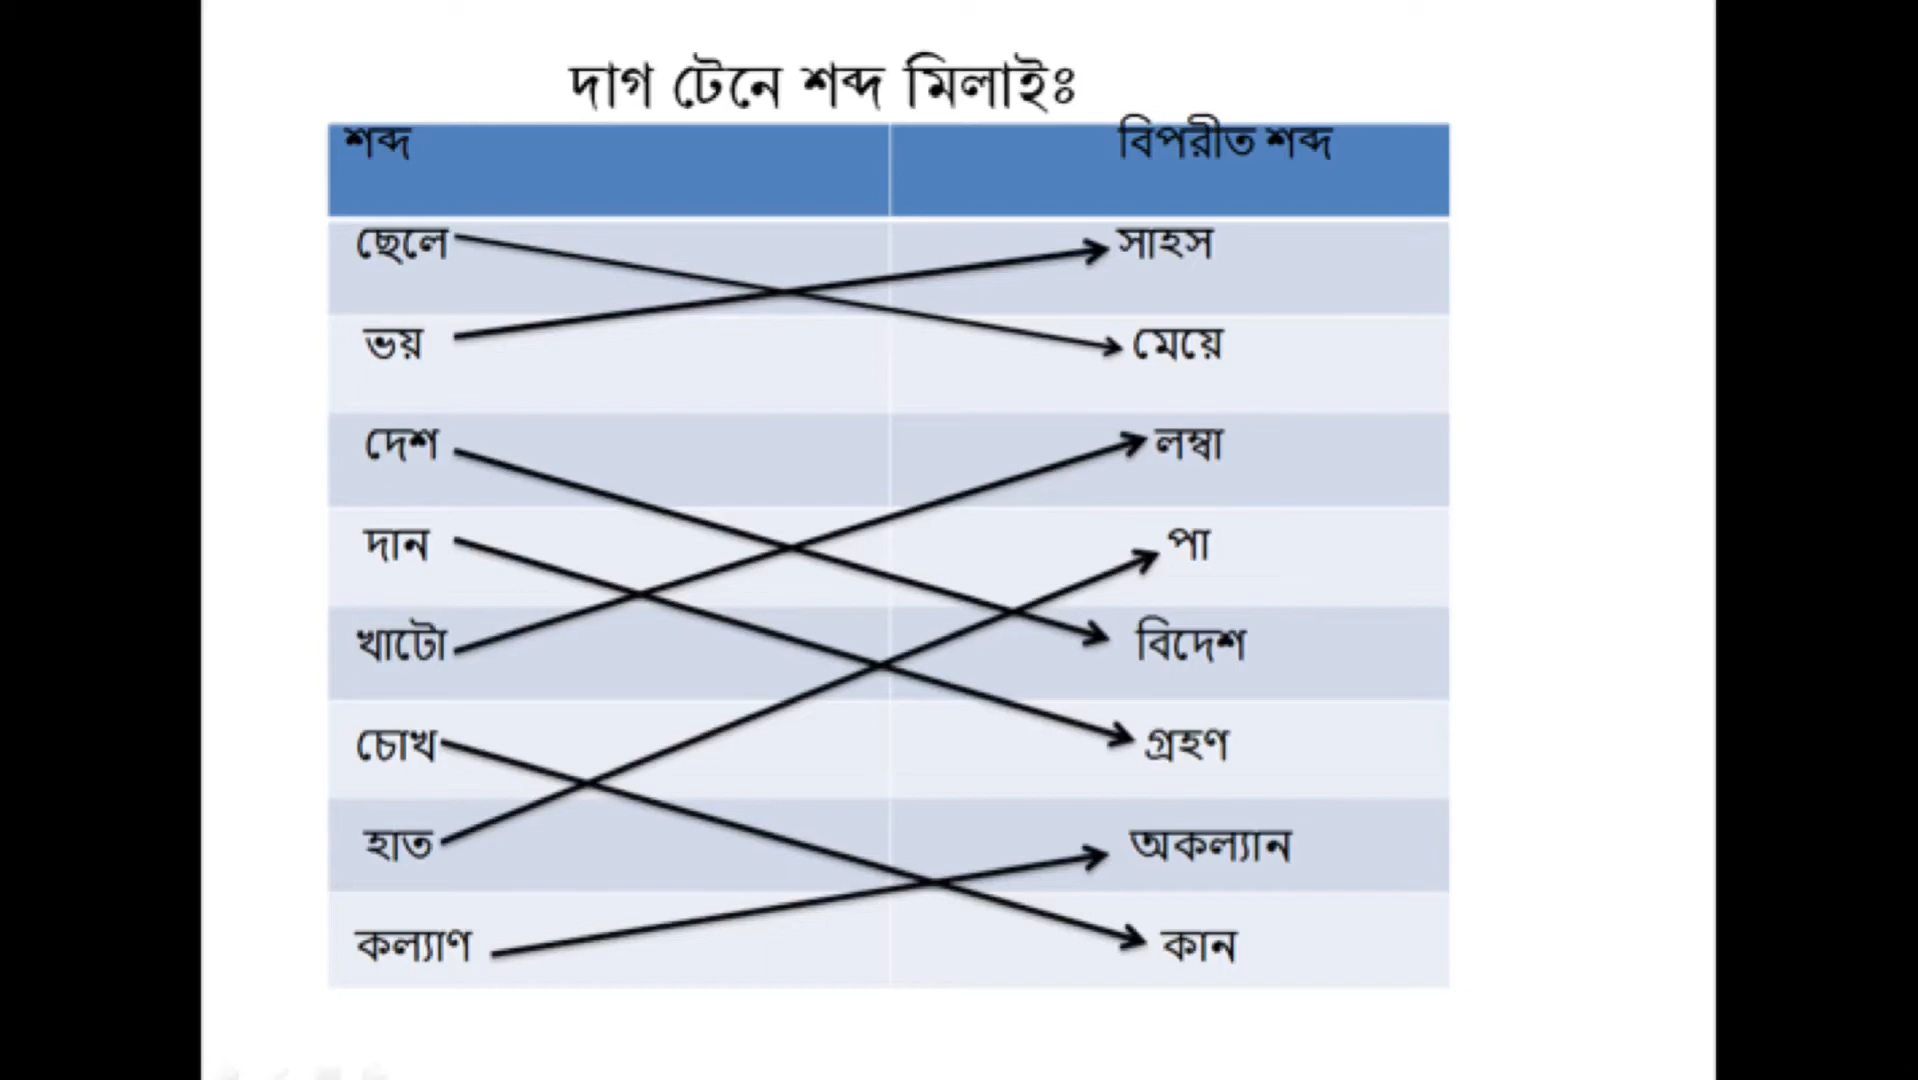 দাগ টেনে শব্দ মিলাইঃ
শব্দ বিপরীত শব্দ
ছেলে সাহস
ভয় মেয়ে
দেশ লম্বা
দান পা
খাটো বিদেশ
চোখ গ্রহণ
হাত অকল্যান
কল্যাণ কান